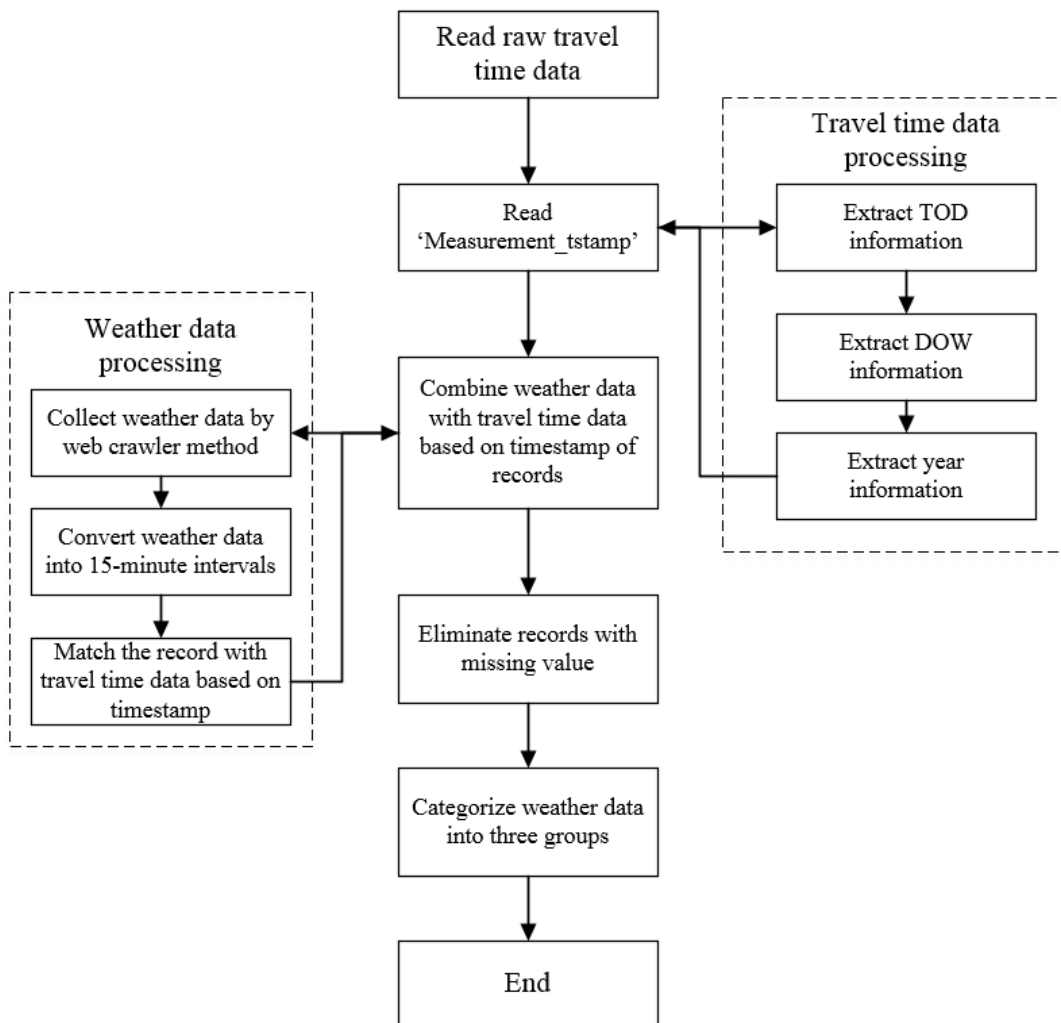 Read raw travel
time data
Travel time data
processing
Read
‘Measurement_tstamp’
Extract TOD
information
Extract DOW
information
Extract year
information
Weather data
processing
Collect weather data by
web crawler method
Convert weather data
into 15-minute intervals
Match the record with
travel time data based on
timestamp
Combine weather data
with travel time data
based on timestamp of
records
Eliminate records with
missing value
Categorize weather data
into three groups
End